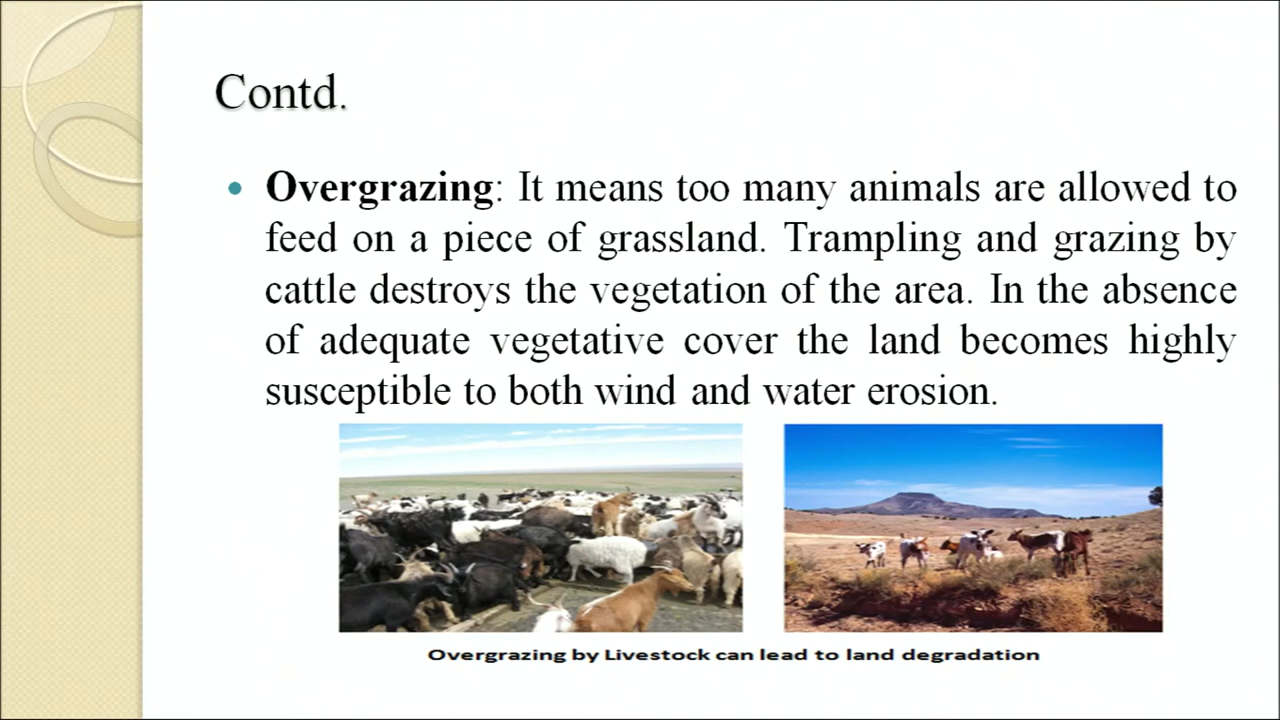 Contd.
Overgrazing: It means too many animals are allowed to
feed on a piece of grassland. Trampling and grazing by
cattle destroys the vegetation of the area. In the absence
of adequate vegetative cover the land becomes highly
susceptible to both wind and water erosion.
Overgrazing by Livestock can lead to land degradation